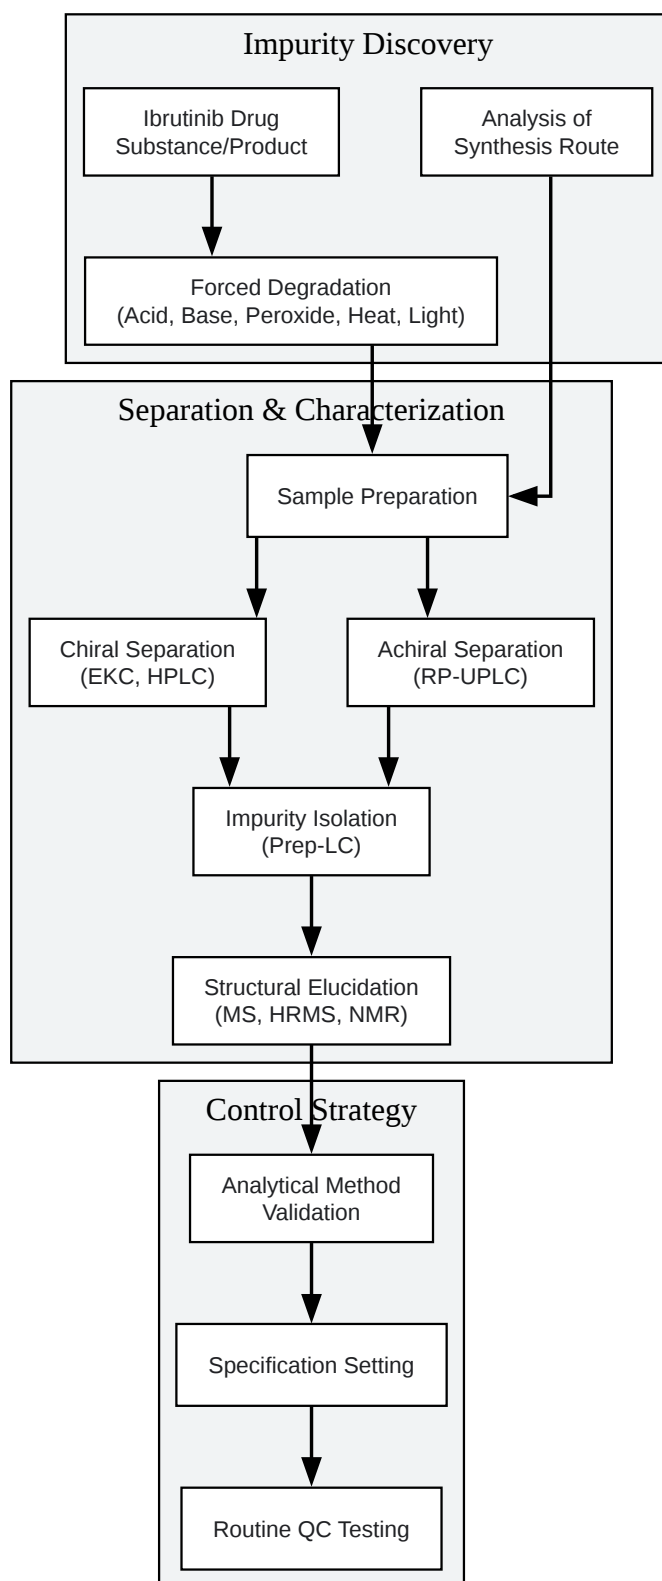 Impurity Discovery
Ibrutinib Drug
Substance/Product
Analysis of
Synthesis Route
Forced Degradation
(Acid, Base, Peroxide, Heat, Light)
Separation & Characterization
Sample Preparation
Chiral Separation
(EKC, HPLC)
Achiral Separation
(RP-UPLC)
Impurity Isolation
(Prep-LC)
Structural Elucidation
(MS, HRMS, NMR)
Control Strategy
Analytical Method
Validation
Specification Setting
Routine QC Testing